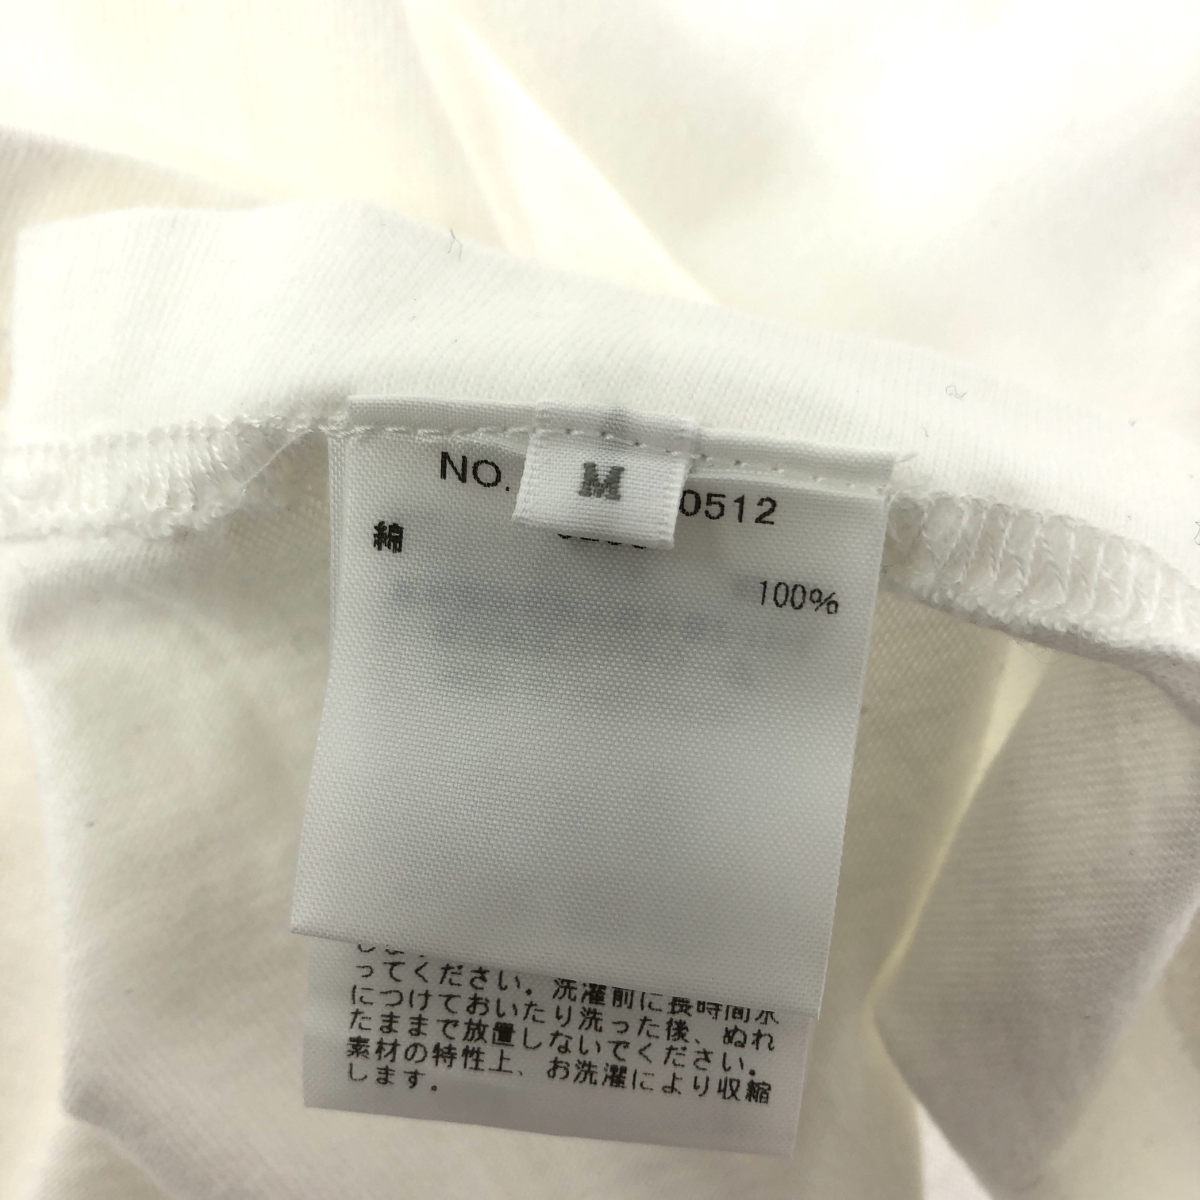 M
NO. 0512
綿
100%
ってください。洗濯前に長時間水
につけておいたり洗った後、ぬれ
たままで放置しないでください。
素材の特性上、お洗濯により収縮
します。